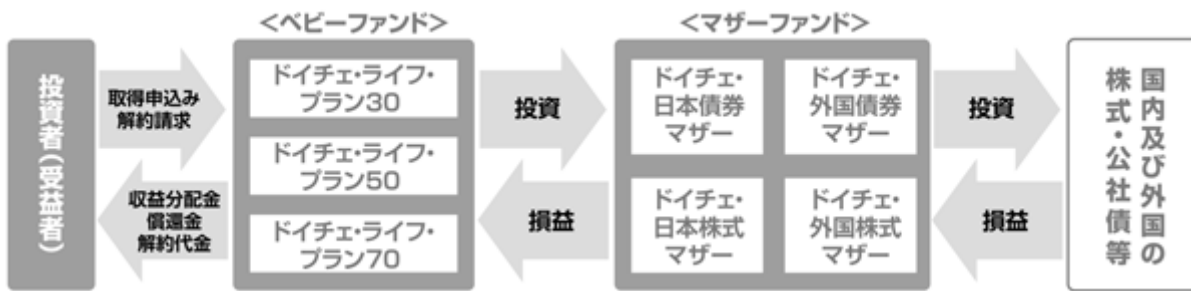 <ベビーファンド>
<マザーファンド>
投資者(受益者)
取得申込み
解約請求
収益分配金
償還金
解約代金
ドイチェ・ライフ・
プラン30
ドイチェ・ライフ・
プラン50
ドイチェ・ライフ・
プラン70
投資
損益
ドイチェ・
日本債券
マザー
ドイチェ・
外国債券
マザー
ドイチェ・
日本株式
マザー
ドイチェ・
外国株式
マザー
投資
損益
国内及び外国の
株式・公社債等